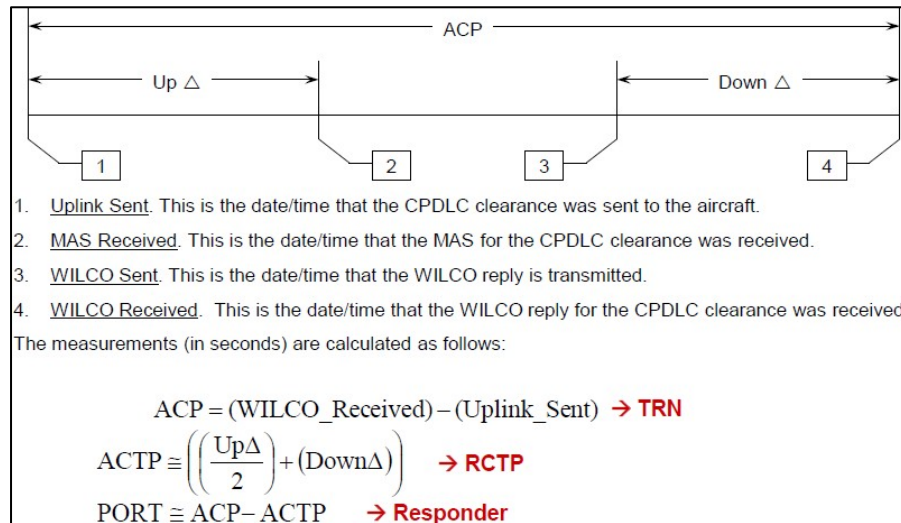 ACP
Up △ Down △
1 2 3 4
1. Uplink Sent. This is the date/time that the CPDLC clearance was sent to the aircraft.
2. MAS Received. This is the date/time that the MAS for the CPDLC clearance was received.
3. WILCO Sent. This is the date/time that the WILCO reply is transmitted.
4. WILCO Received. This is the date/time that the WILCO reply for the CPDLC clearance was received
The measurements (in seconds) are calculated as follows:
ACP = (WILCO_Received) – (Uplink_Sent) → TRN
ACTP ≅ ((UpΔ/2) + (DownΔ)) → RCTP
PORT ≅ ACP – ACTP → Responder